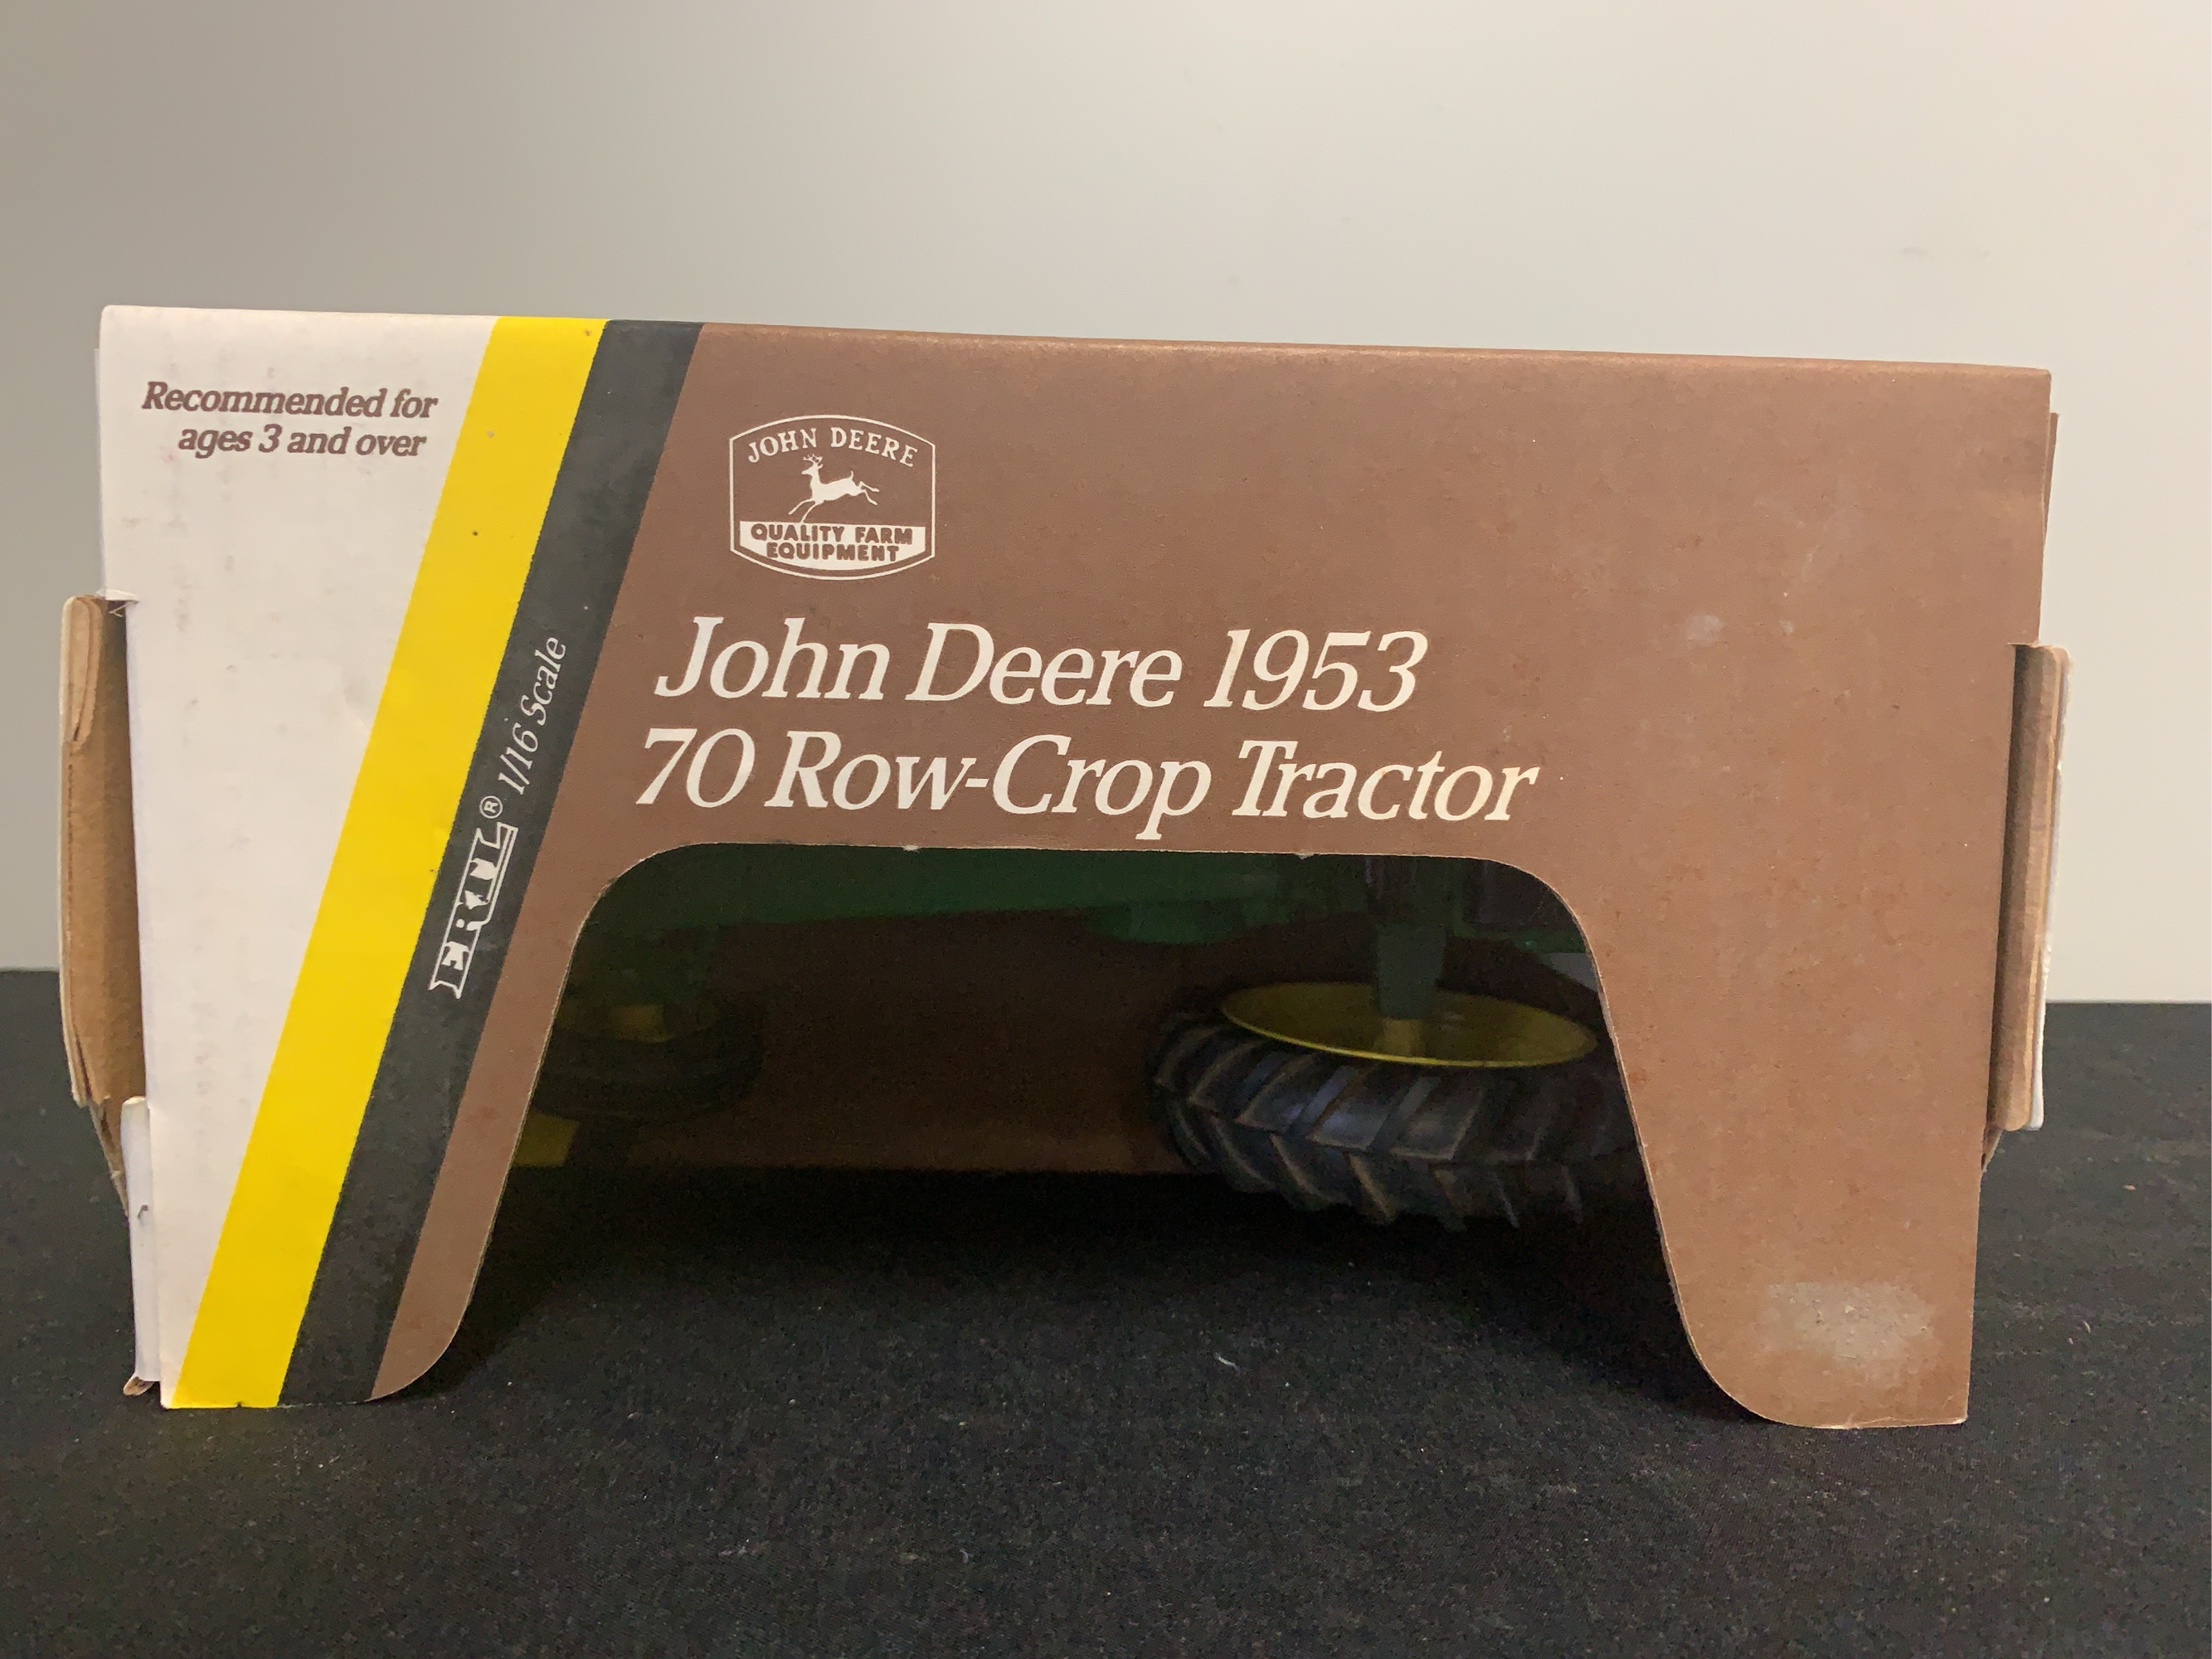 Recommended for
ages 3 and over
JOHN DEERE
QUALITY FARM
EQUIPMENT
John Deere 1953
70 Row-Crop Tractor
ERTL® 1/16 Scale